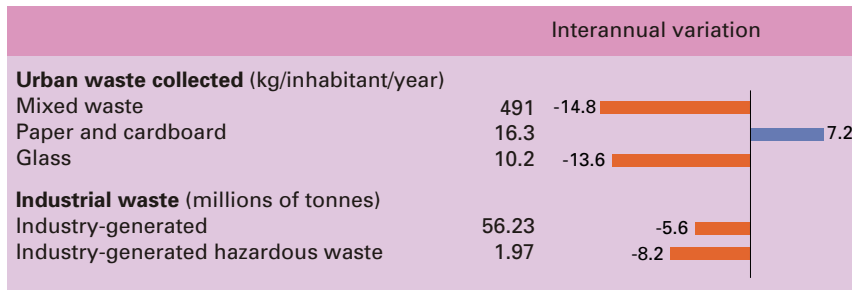 Interannual variation
Urban waste collected (kg/inhabitant/year)
Mixed waste 491 -14.8
Paper and cardboard 16.3 7.2
Glass 10.2 -13.6
Industrial waste (millions of tonnes)
Industry-generated 56.23 -5.6
Industry-generated hazardous waste 1.97 -8.2